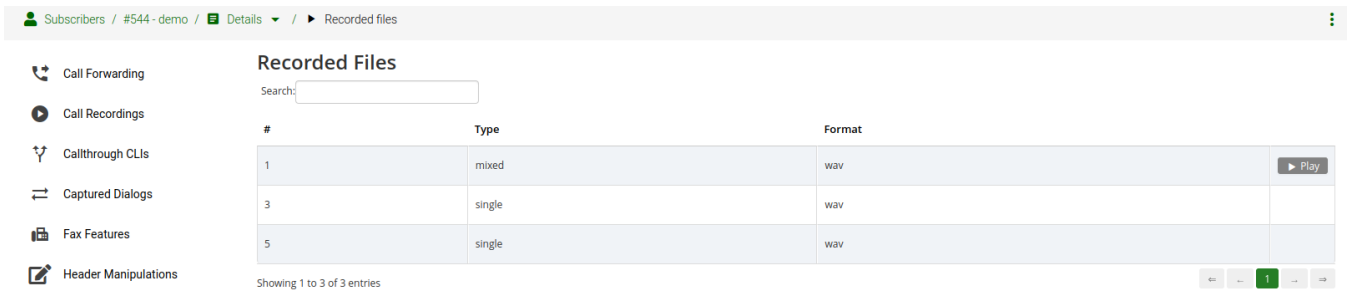 Subscribers / #544 - demo / Details / Recorded files
Call Forwarding
Call Recordings
Callthrough CLIs
Captured Dialogs
Fax Features
Header Manipulations
Recorded Files
Search:
# Type Format
1 mixed wav Play
3 single wav
5 single wav
Showing 1 to 3 of 3 entries
⇐ ← 1 → ⇒